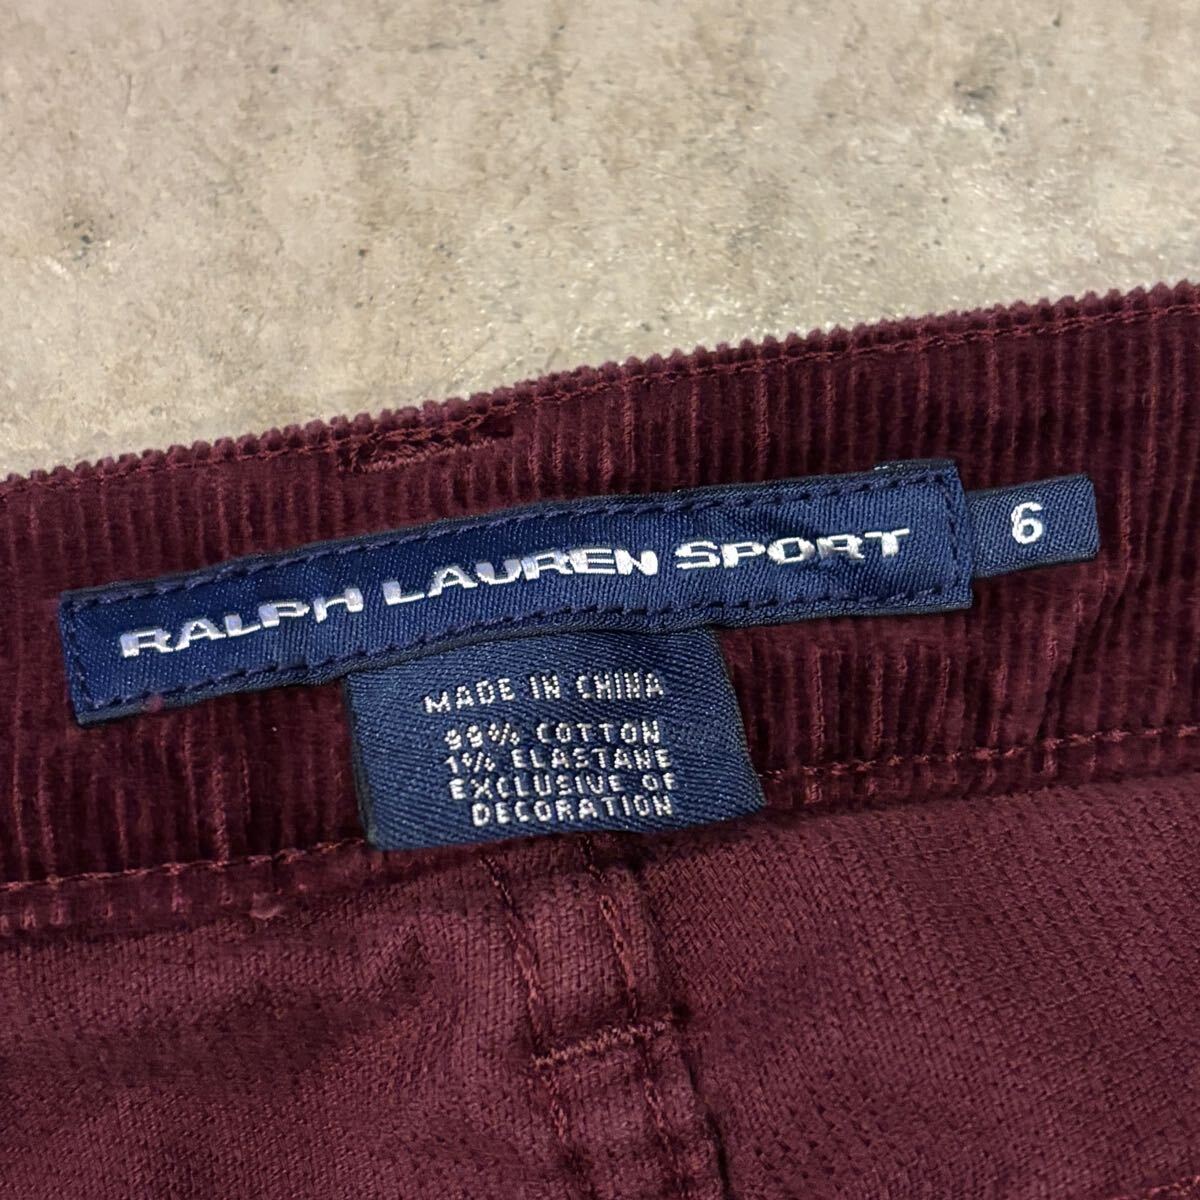 RALPH LAUREN SPORT
6
MADE IN CHINA
99% COTTON
1% ELASTANE
EXCLUSIVE OF
DECORATION